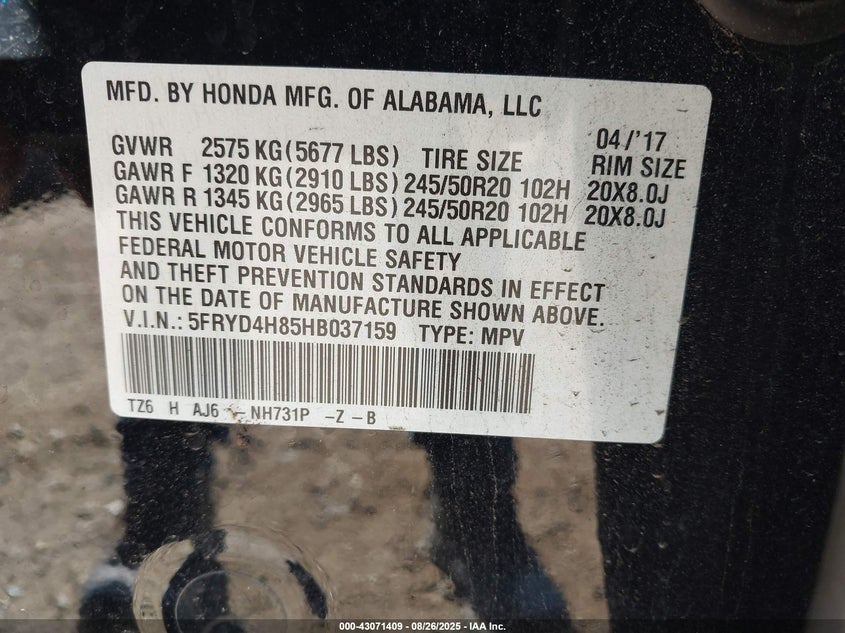 MFD. BY HONDA MFG. OF ALABAMA, LLC
04/'17
GVWR 2575 KG(5677 LBS) TIRE SIZE RIM SIZE
GAWR F 1320 KG(2910 LBS) 245/50R20 102H 20X8.0J
GAWR R 1345 KG(2965 LBS) 245/50R20 102H 20X8.0J
THIS VEHICLE CONFORMS TO ALL APPLICABLE
FEDERAL MOTOR VEHICLE SAFETY
AND THEFT PREVENTION STANDARDS IN EFFECT
ON THE DATE OF MANUFACTURE SHOWN ABOVE.
V.I.N.: 5FRYD4H85HB037159 TYPE: MPV
TZ6 H AJ6 - NH731P -Z-B
000-43071409 - 08/26/2025 - IAA Inc.